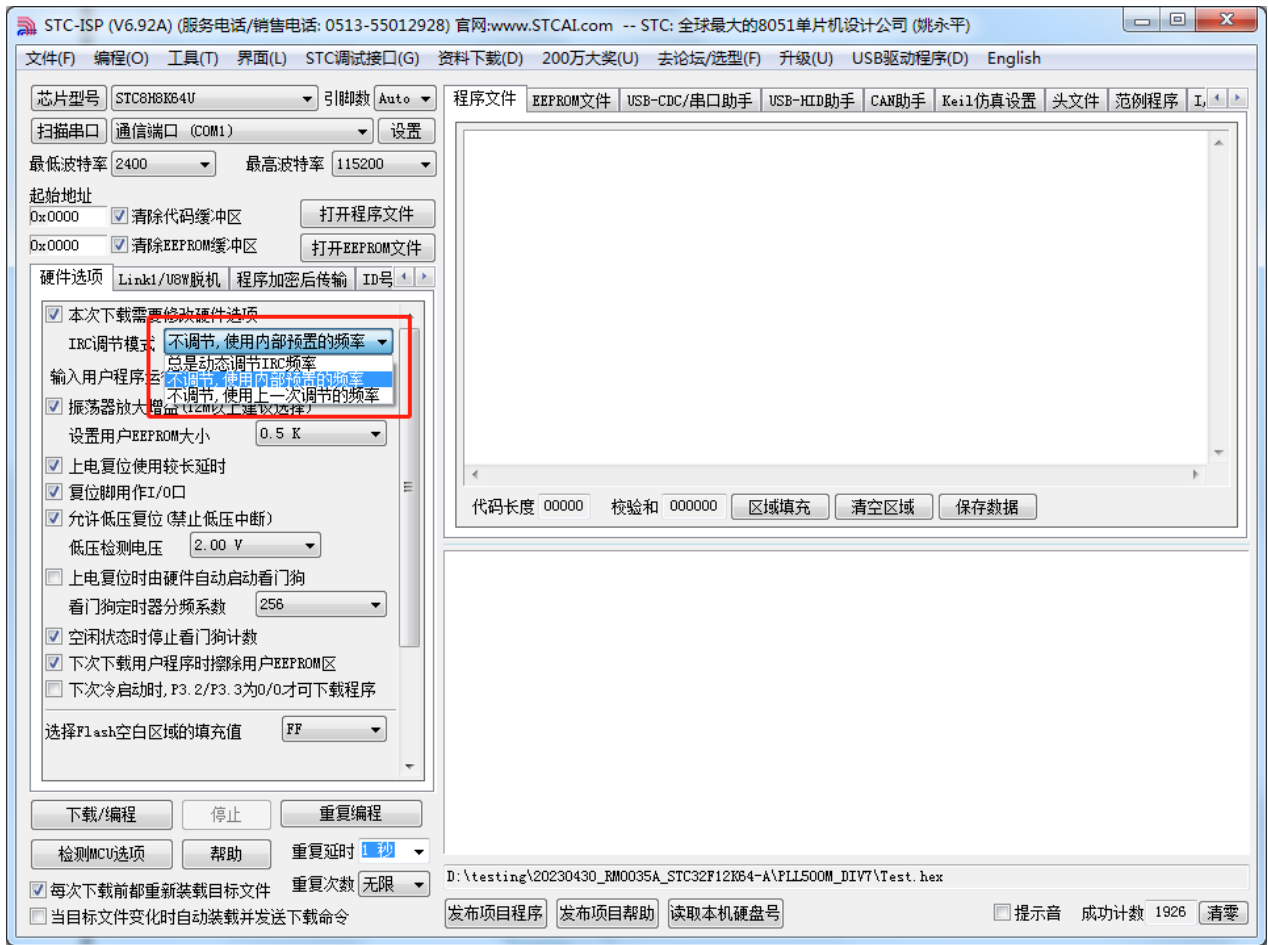 STC-ISP (V6.92A) (服务电话/销售电话: 0513-55012928) 官网:www.STCAI.com -- STC: 全球最大的8051单片机设计公司 (姚永平)
文件(F) 编程(O) 工具(T) 界面(L) STC调试接口(G) 资料下载(D) 200万大奖(U) 去论坛/选型(F) 升级(U) USB驱动程序(D) English
芯片型号 STC8H8K64U 引脚数 Auto
扫描串口 通信端口 (COM1) 设置
最低波特率 2400 最高波特率 115200
起始地址
0x0000 清除代码缓冲区 打开程序文件
0x0000 清除EEPROM缓冲区 打开EEPROM文件
硬件选项 Link1/U8W脱机 程序加密后传输 ID号
本次下载需要修改硬件选项
IRC调节模式 不调节,使用内部预置的频率
总是动态调节IRC频率
输入用户程序运 不调节,使用内部预置的频率
不调节,使用上一次调节的频率
振荡器放大增益(12M以上建议选择)
设置用户EEPROM大小 0.5 K
上电复位使用较长延时
复位脚用作I/O口
允许低压复位(禁止低压中断)
低压检测电压 2.00 V
上电复位时由硬件自动启动看门狗
看门狗定时器分频系数 256
空闲状态时停止看门狗计数
下次下载用户程序时擦除用户EEPROM区
下次冷启动时,P3.2/P3.3为0/0才可下载程序
选择Flash空白区域的填充值 FF
下载/编程 停止 重复编程
检测MCU选项 帮助 重复延时 1 秒
每次下载前都重新装载目标文件 重复次数 无限
当目标文件变化时自动装载并发送下载命令
程序文件 EEPROM文件 USB-CDC/串口助手 USB-HID助手 CAN助手 Keil仿真设置 头文件 范例程序 I,
代码长度 00000 校验和 000000 区域填充 清空区域 保存数据
D:\testing\20230430_RM0035A_STC32F12K64-A\PLL500M_DIV7\Test.hex
发布项目程序 发布项目帮助 读取本机硬盘号 提示音 成功计数 1926 清零